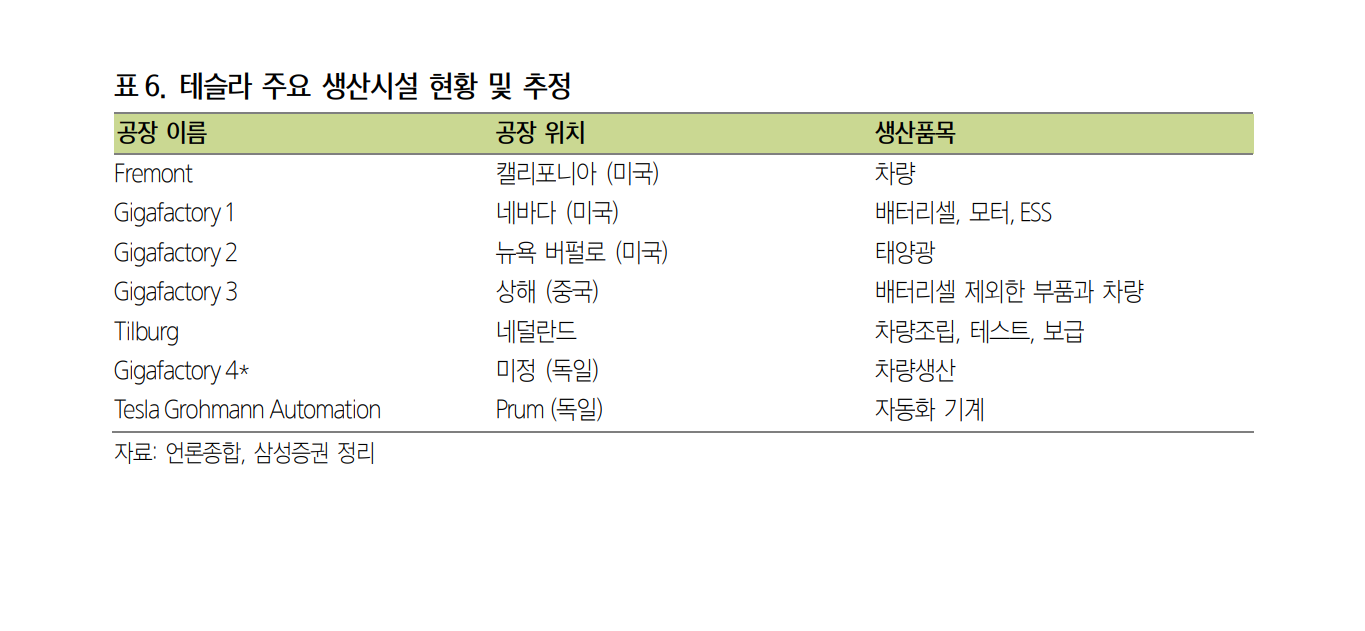 표 6. 테슬라 주요 생산시설 현황 및 추정
공장 이름 공장 위치 생산품목
Fremont 캘리포니아 (미국) 차량
Gigafactory 1 네바다 (미국) 배터리셀, 모터, ESS
Gigafactory 2 뉴욕 버펄로 (미국) 태양광
Gigafactory 3 상해 (중국) 배터리셀 제외한 부품과 차량
Tilburg 네덜란드 차량조립, 테스트, 보급
Gigafactory 4* 미정 (독일) 차량생산
Tesla Grohmann Automation Prum (독일) 자동화 기계
자료: 언론종합, 삼성증권 정리